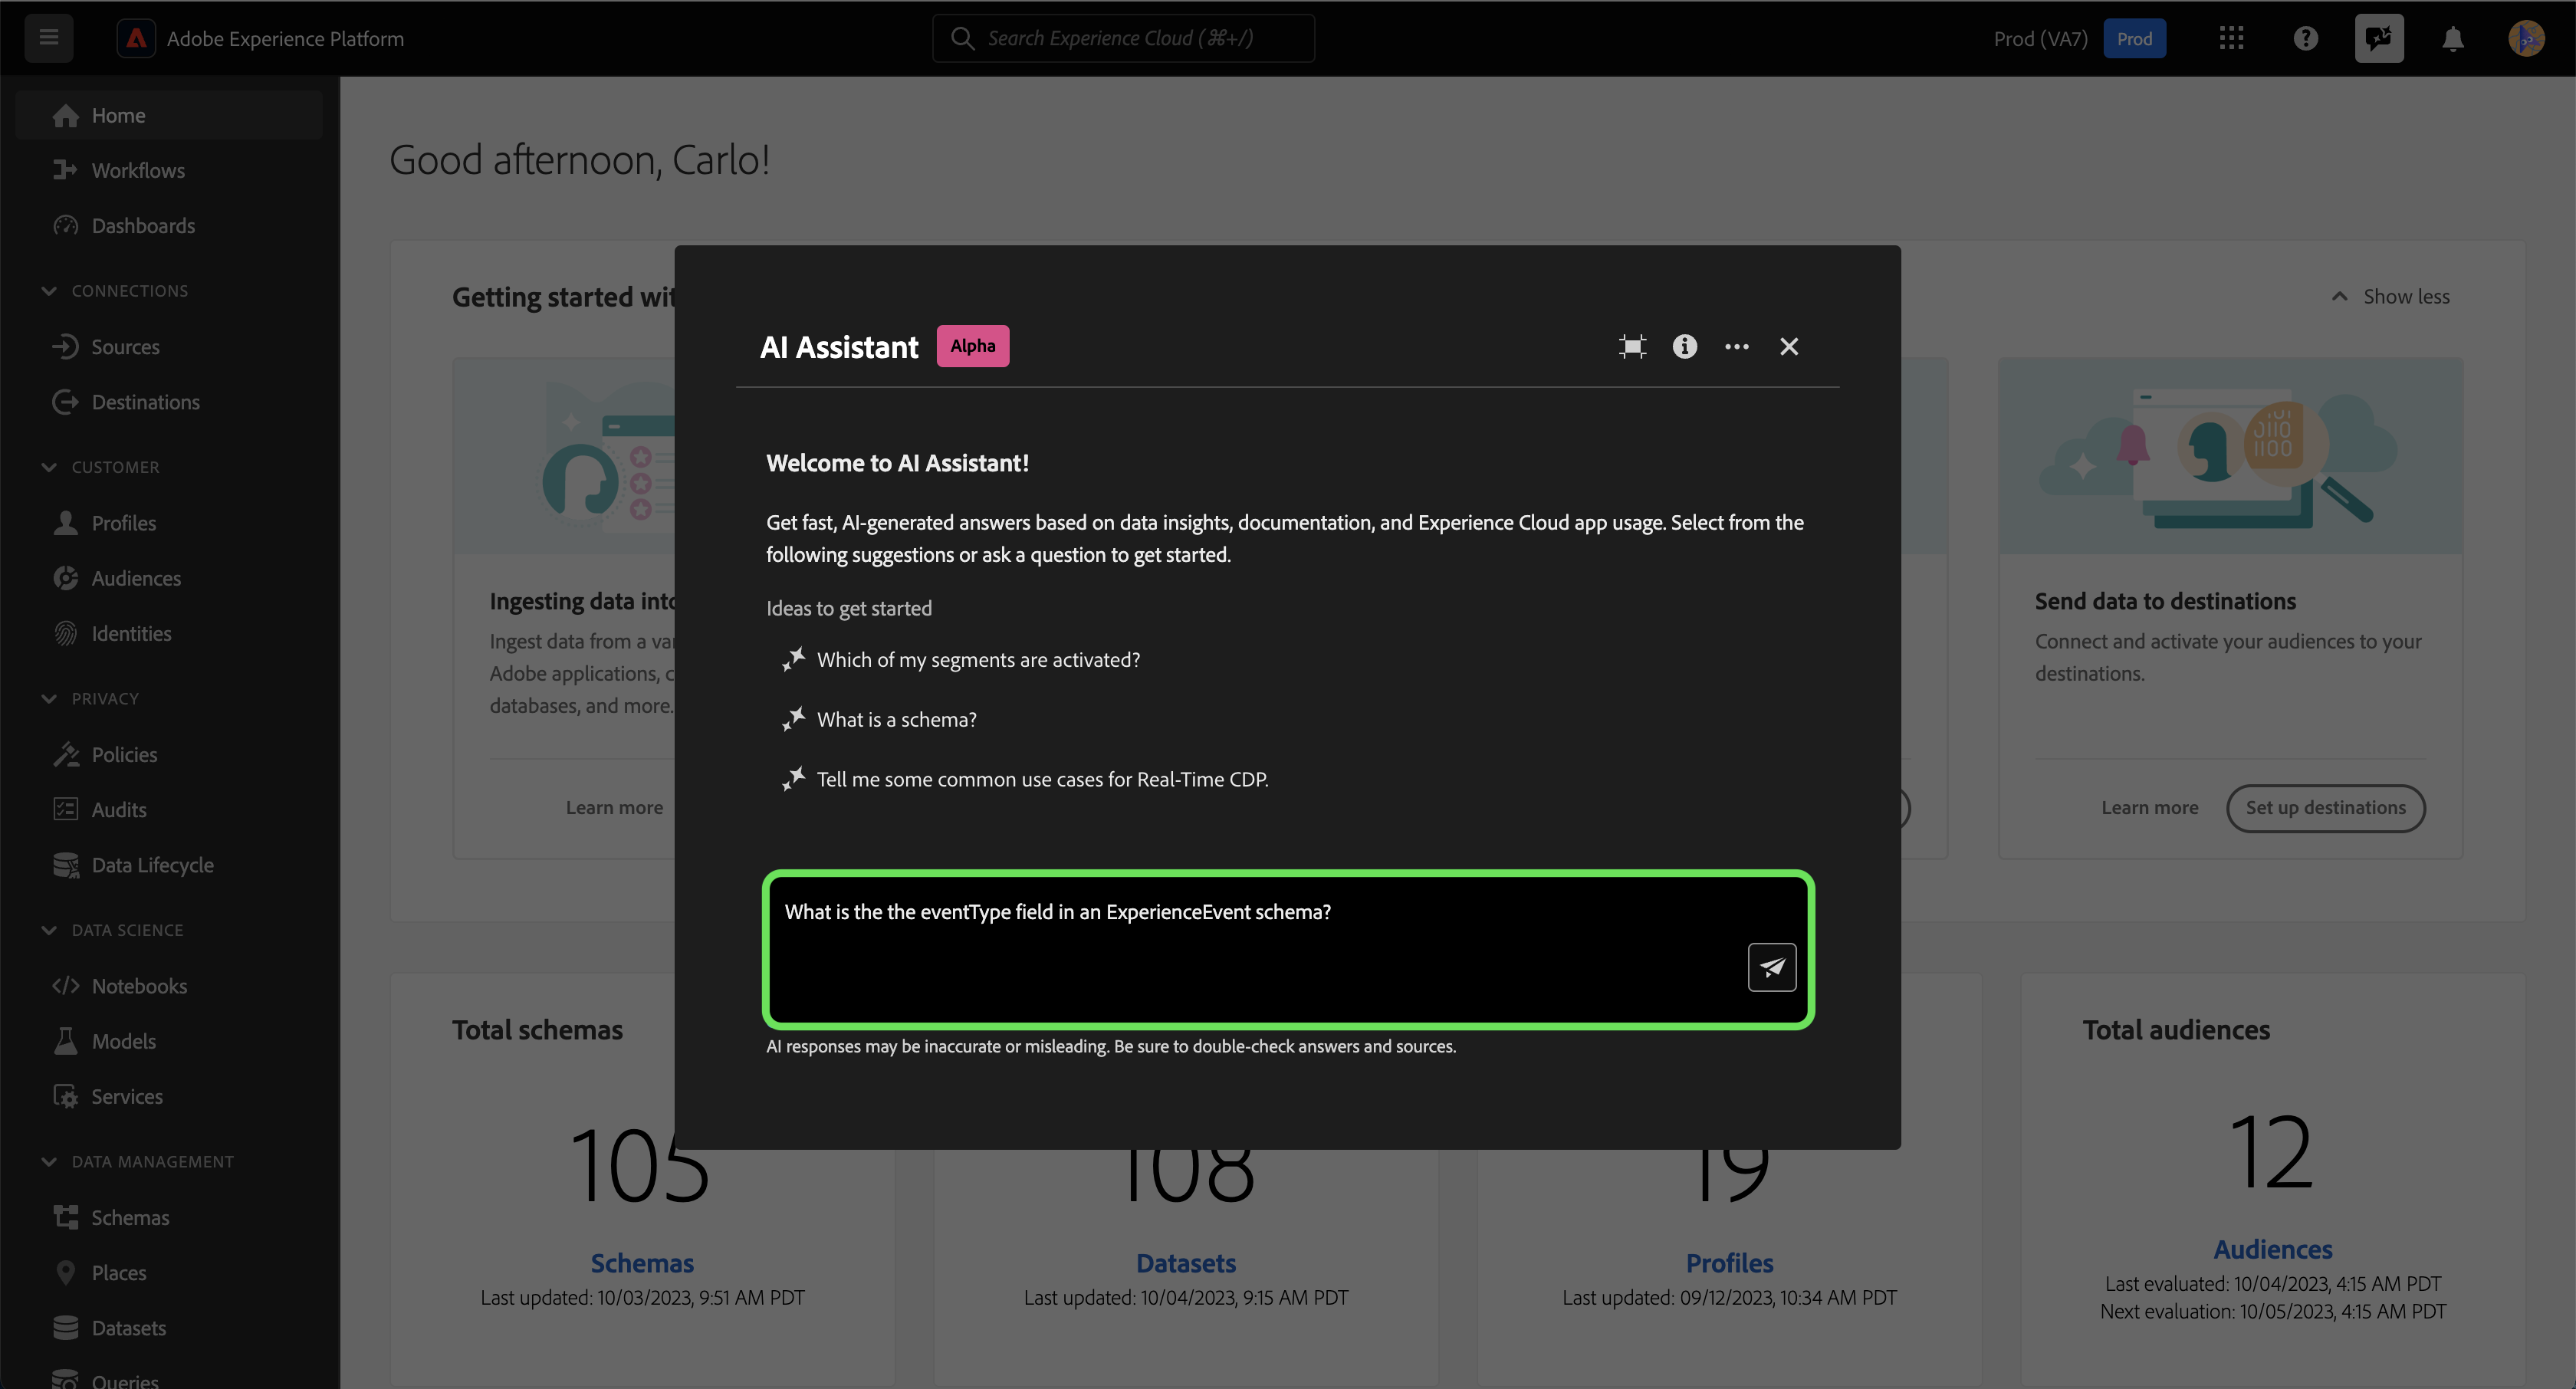 Adobe Experience Platform
Search Experience Cloud (⌘+/)
Prod (VA7)
Prod
Home
Workflows
Dashboards
CONNECTIONS
Sources
Destinations
CUSTOMER
Profiles
Audiences
Identities
PRIVACY
Policies
Audits
Data Lifecycle
DATA SCIENCE
Notebooks
Models
Services
DATA MANAGEMENT
Schemas
Places
Datasets
Queries
Good afternoon, Carlo!
Getting started wit
Show less
Ingesting data into
Ingest data from a va
Adobe applications, c
databases, and more.
Learn more
Send data to destinations
Connect and activate your audiences to your
destinations.
Learn more
Set up destinations
AI Assistant
Alpha
Welcome to AI Assistant!
Get fast, AI-generated answers based on data insights, documentation, and Experience Cloud app usage. Select from the
following suggestions or ask a question to get started.
Ideas to get started
Which of my segments are activated?
What is a schema?
Tell me some common use cases for Real-Time CDP.
What is the the eventType field in an ExperienceEvent schema?
AI responses may be inaccurate or misleading. Be sure to double-check answers and sources.
Total schemas
105
Schemas
Last updated: 10/03/2023, 9:51 AM PDT
108
Datasets
Last updated: 10/04/2023, 9:15 AM PDT
19
Profiles
Last updated: 09/12/2023, 10:34 AM PDT
Total audiences
12
Audiences
Last evaluated: 10/04/2023, 4:15 AM PDT
Next evaluation: 10/05/2023, 4:15 AM PDT